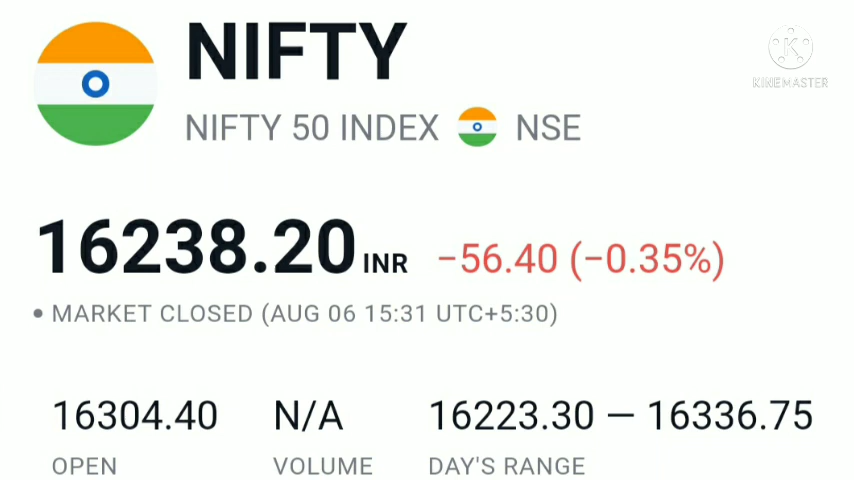 NIFTY
KINEMASTER
NIFTY 50 INDEX NSE
16238.20 INR −56.40 (−0.35%)
• MARKET CLOSED (AUG 06 15:31 UTC+5:30)
16304.40 N/A 16223.30 — 16336.75
OPEN VOLUME DAY'S RANGE